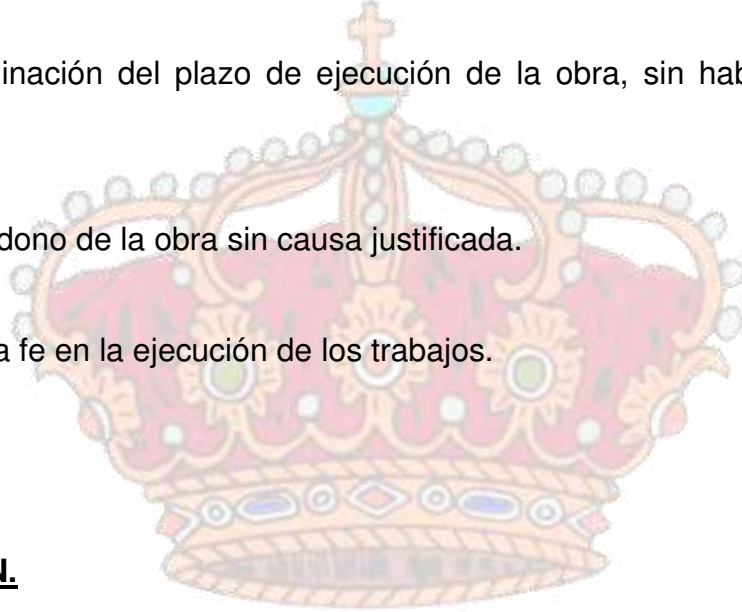 inación del plazo de ejecución de la obra, sin hab
dono de la obra sin causa justificada.
a fe en la ejecución de los trabajos.
N.